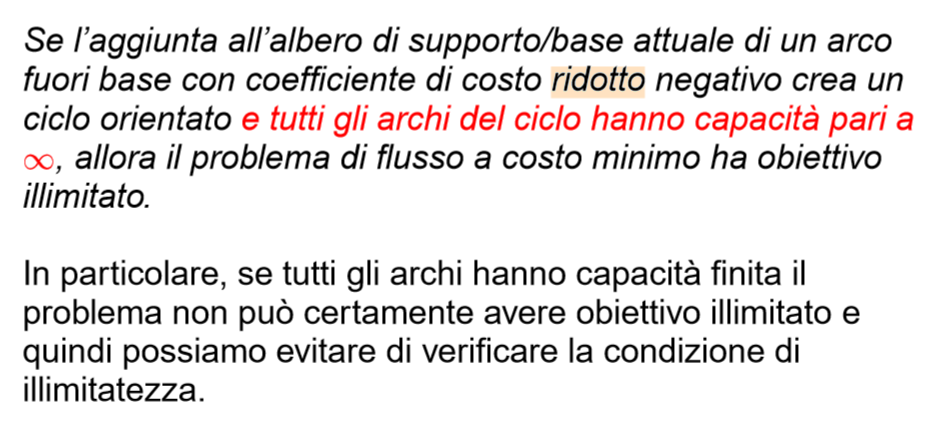 Se l’aggiunta all’albero di supporto/base attuale di un arco
fuori base con coefficiente di costo ridotto negativo crea un
ciclo orientato e tutti gli archi del ciclo hanno capacità pari a
∞, allora il problema di flusso a costo minimo ha obiettivo
illimitato.
In particolare, se tutti gli archi hanno capacità finita il
problema non può certamente avere obiettivo illimitato e
quindi possiamo evitare di verificare la condizione di
illimitatezza.